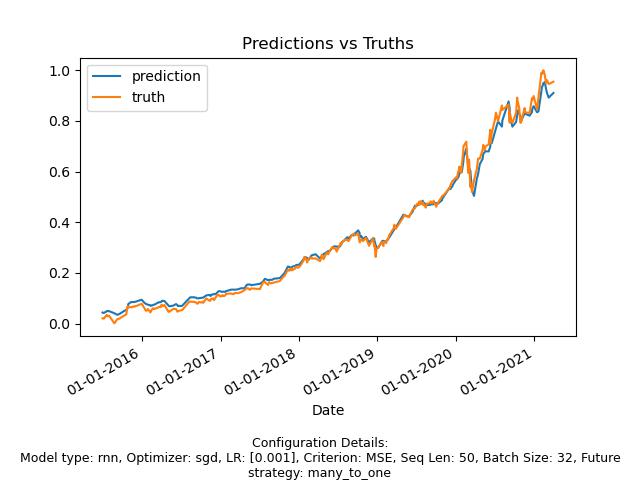 Predictions vs Truths
prediction
truth
1.0
0.8
0.6
0.4
0.2
0.0
01-01-2016
01-01-2017
01-01-2018
01-01-2019
01-01-2020
01-01-2021
Date
Configuration Details:
Model type: rnn, Optimizer: sgd, LR: [0.001], Criterion: MSE, Seq Len: 50, Batch Size: 32, Future
strategy: many_to_one